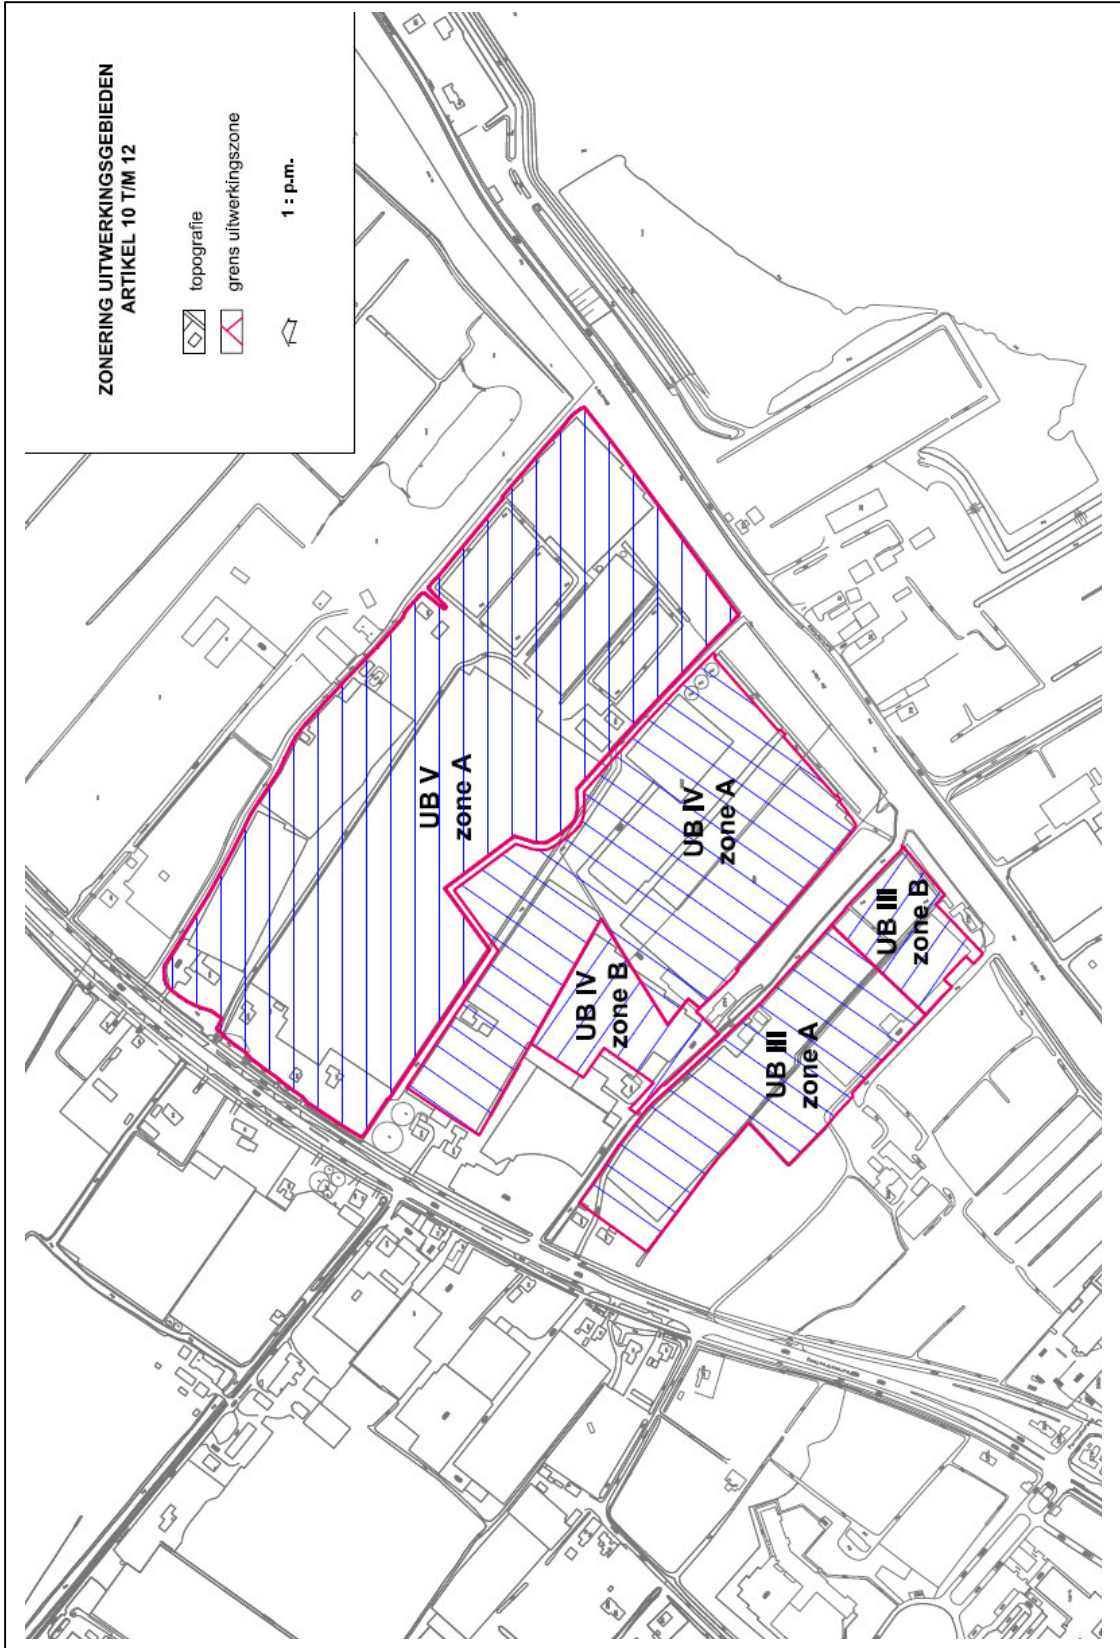 ZONERING UITWERKINGSGEBIEDEN
ARTIKEL 10 T/M 12
topografie
grens uitwerkingszone
1 : p.m.
UB V
zone A
UB IV
zone A
UB IV
zone B
UB III
zone A
UB III
zone B